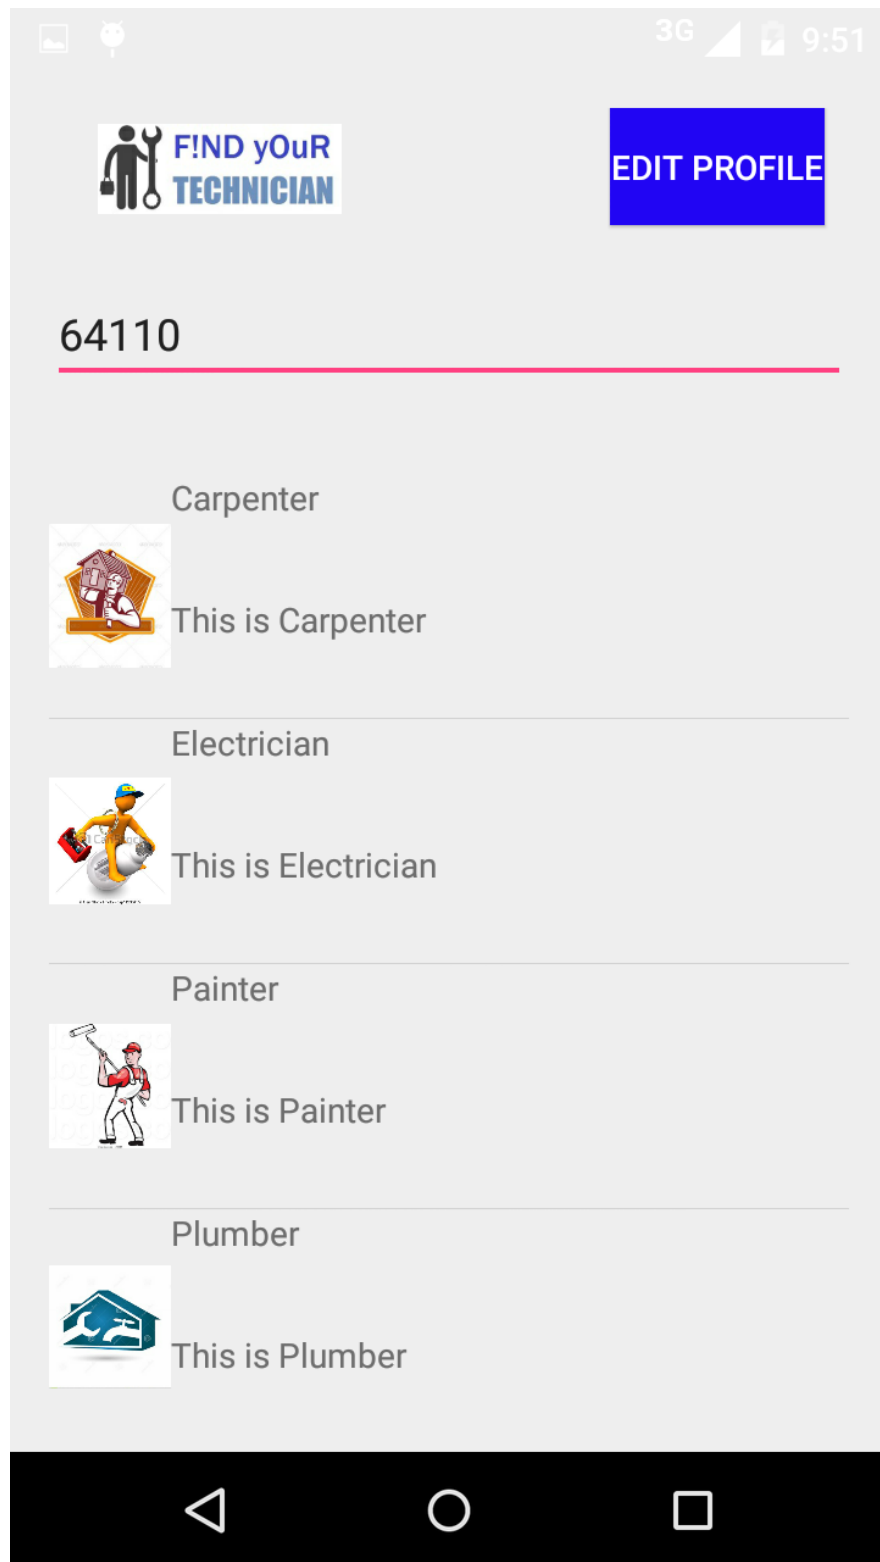 3G 9:51
F!ND yOuR
TECHNICIAN
EDIT PROFILE
64110
Carpenter
This is Carpenter
Electrician
This is Electrician
Painter
This is Painter
Plumber
This is Plumber